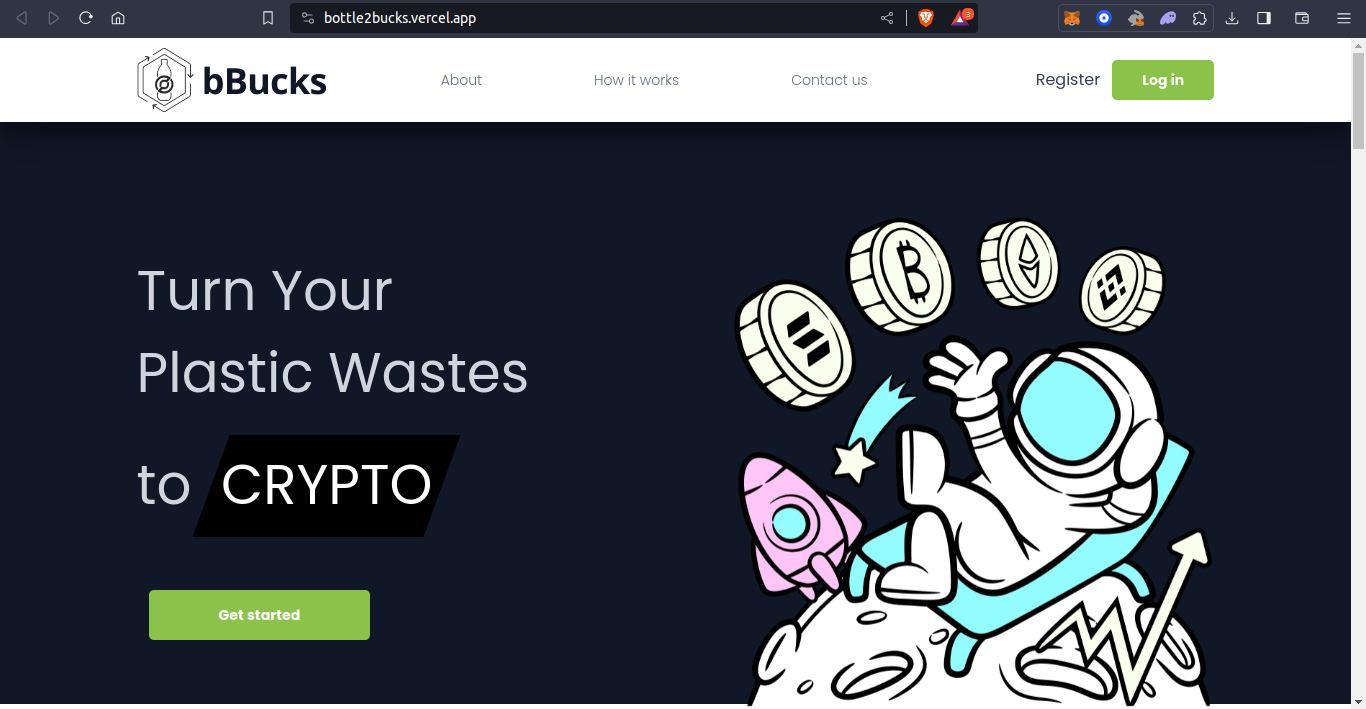 bottle2bucks.vercel.app
3
bBucks
About
How it works
Contact us
Register
Log in
Turn Your
Plastic Wastes
to CRYPTO
Get started